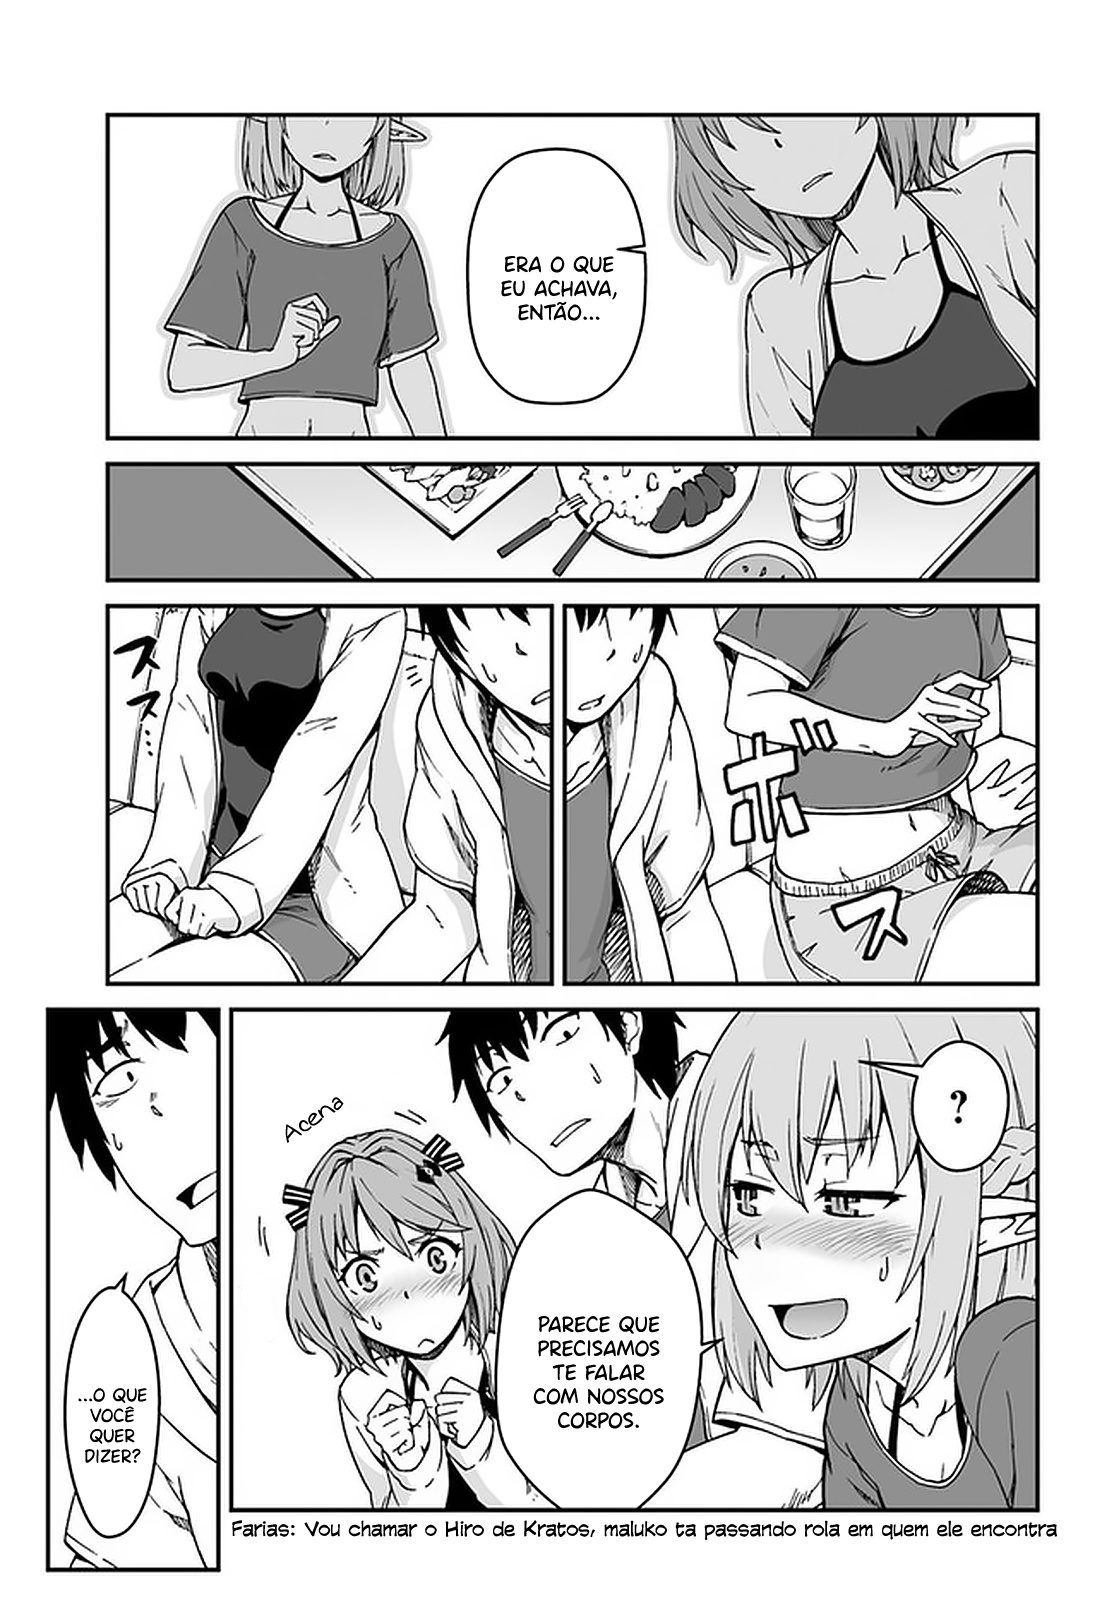 ERA O QUE
EU ACHAVA,
ENTÃO...
スス...
ボ"
ス
Acena
?
PARECE QUE
PRECISAMOS
TE FALAR
COM NOSSOS
CORPOS.
...O QUE
VOCÊ
QUER
DIZER?
Farias: Vou chamar o Hiro de Kratos, maluko ta passando rola em quem ele encontra